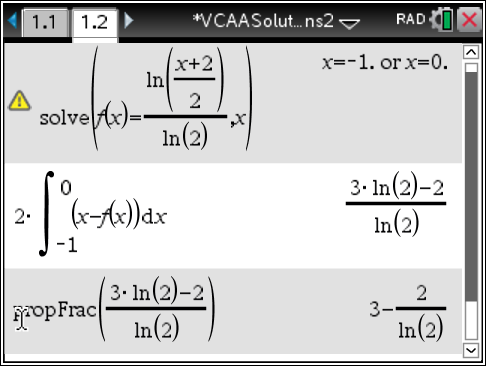 1.1 1.2 *VCAASolut...ns2 RAD
solve(f(x)=ln((x+2)/2)/ln(2),x) x=-1. or x=0.
2·∫_-1^0 (x-f(x))dx (3·ln(2)-2)/ln(2)
propFrac((3·ln(2)-2)/ln(2)) 3-2/ln(2)